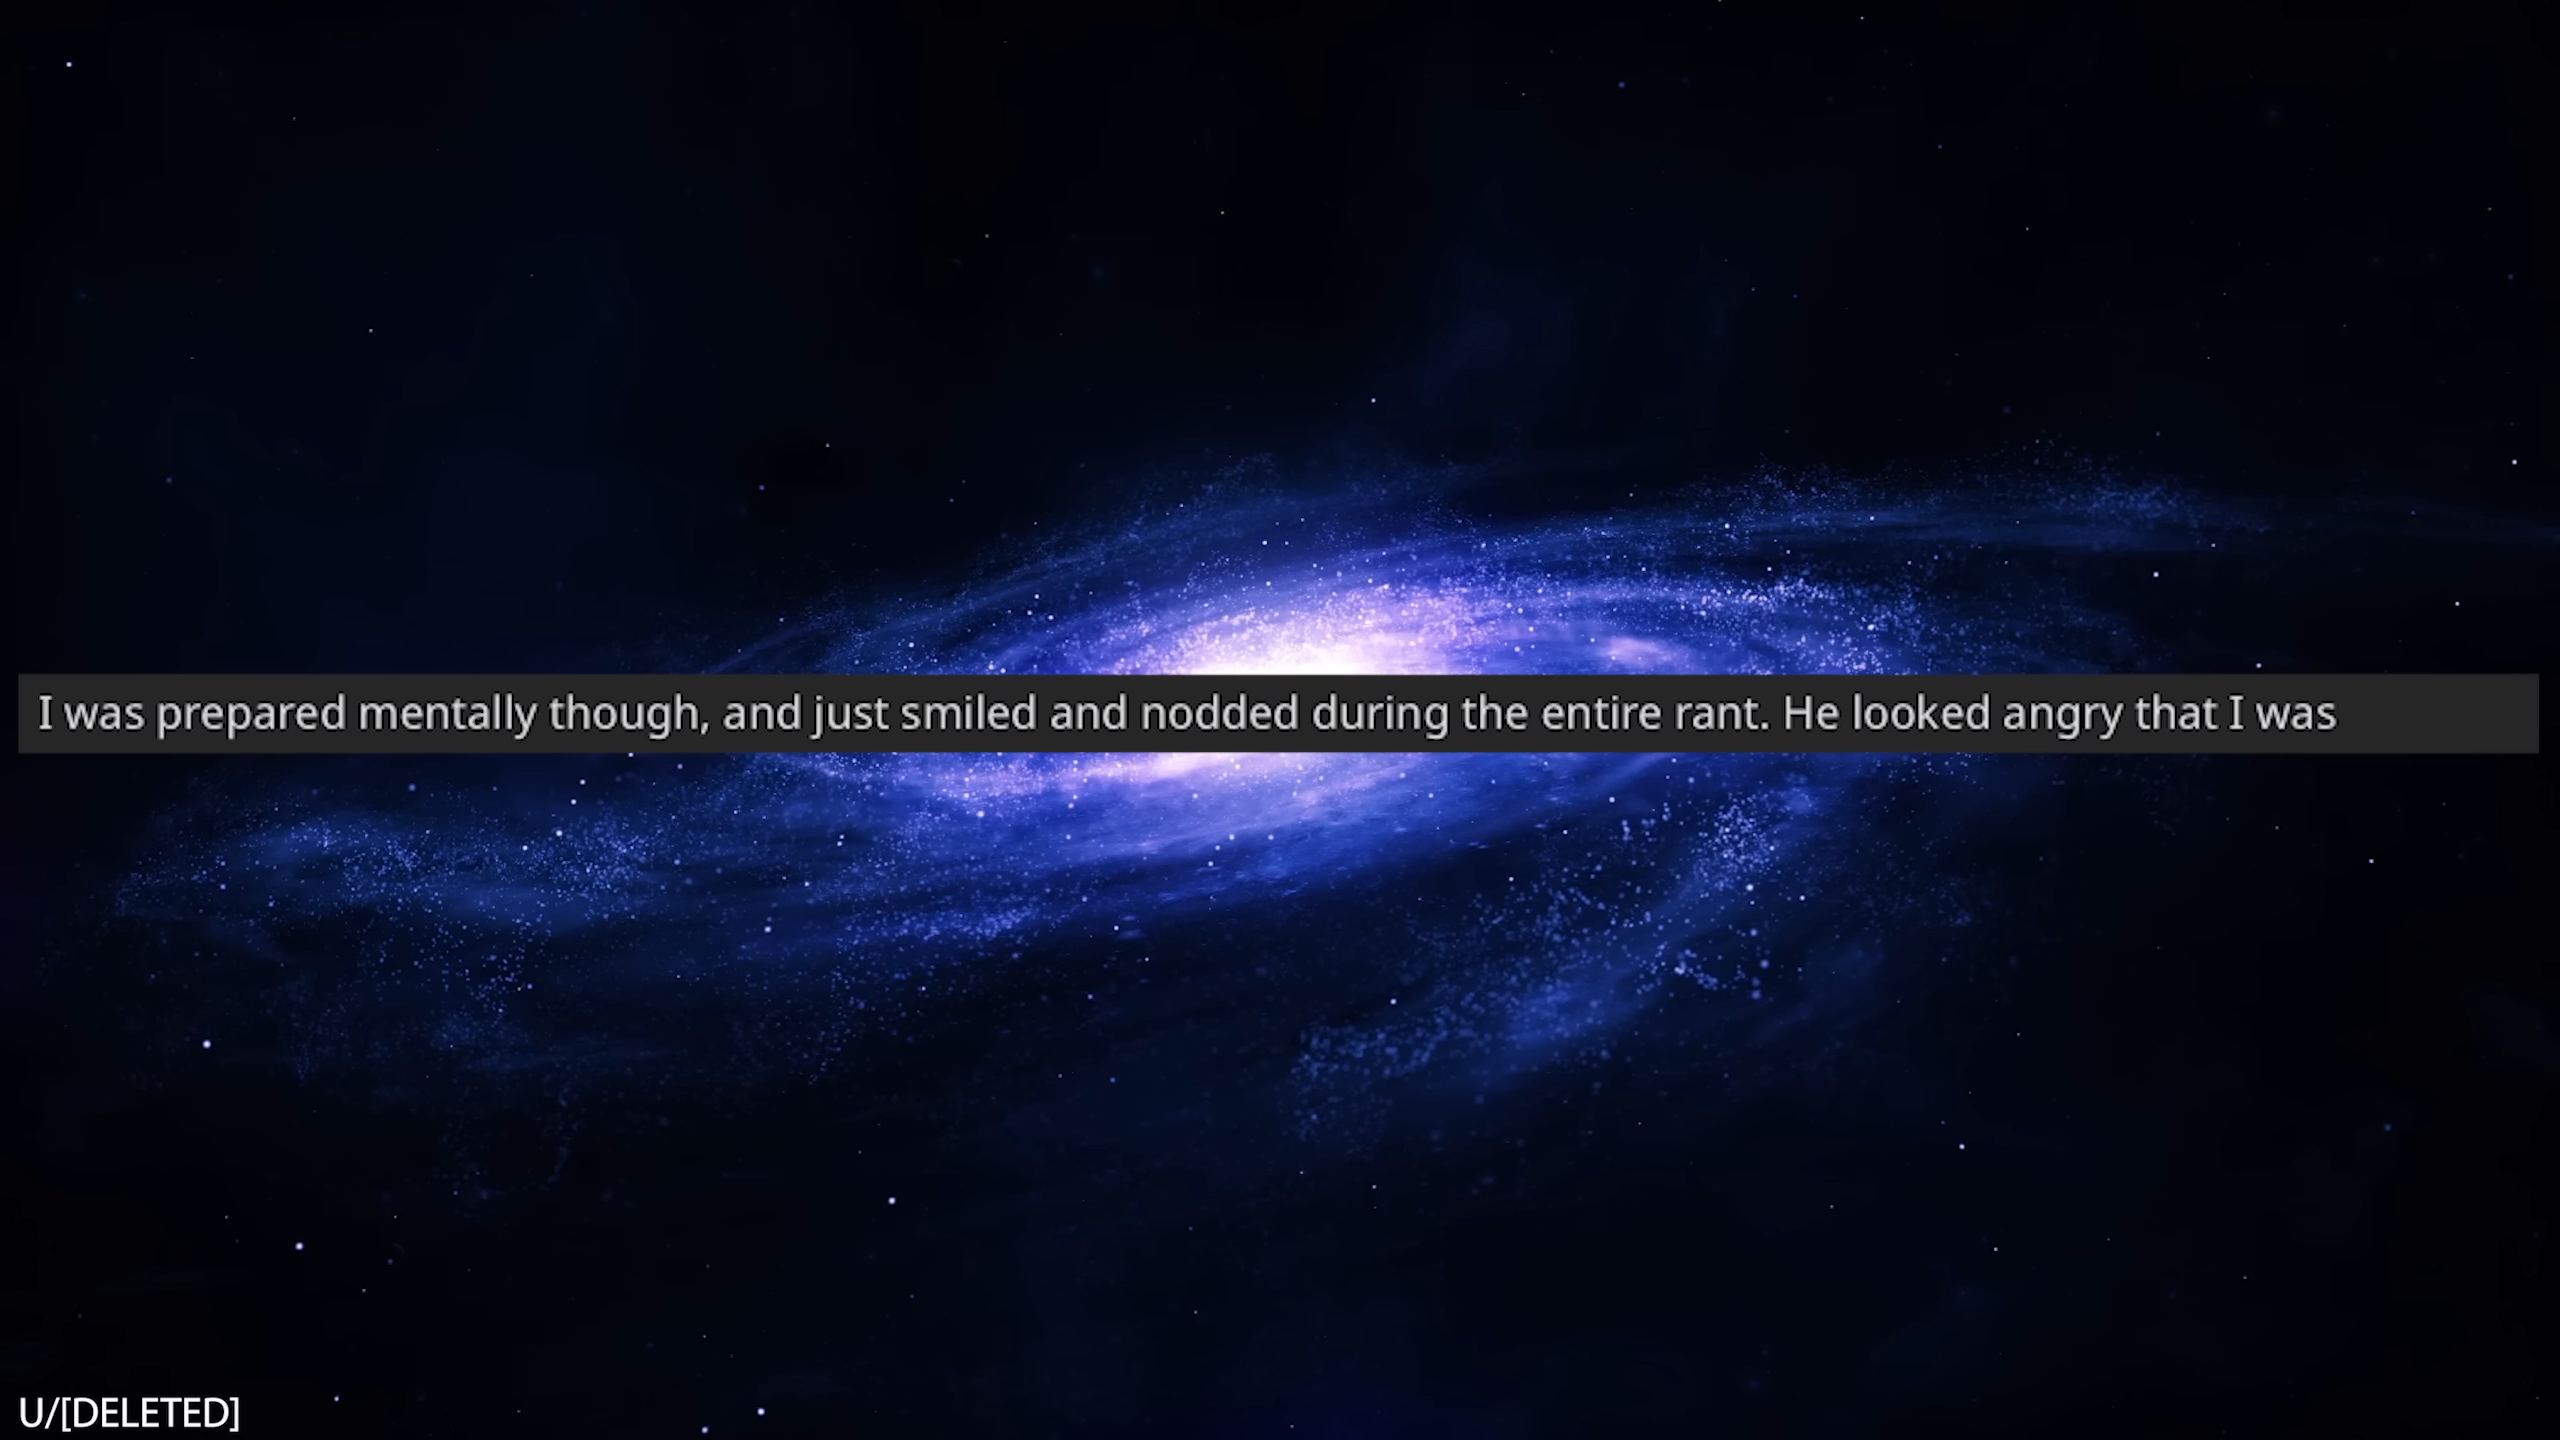 I was prepared mentally though, and just smiled and nodded during the entire rant. He looked angry that I was
U/[DELETED]